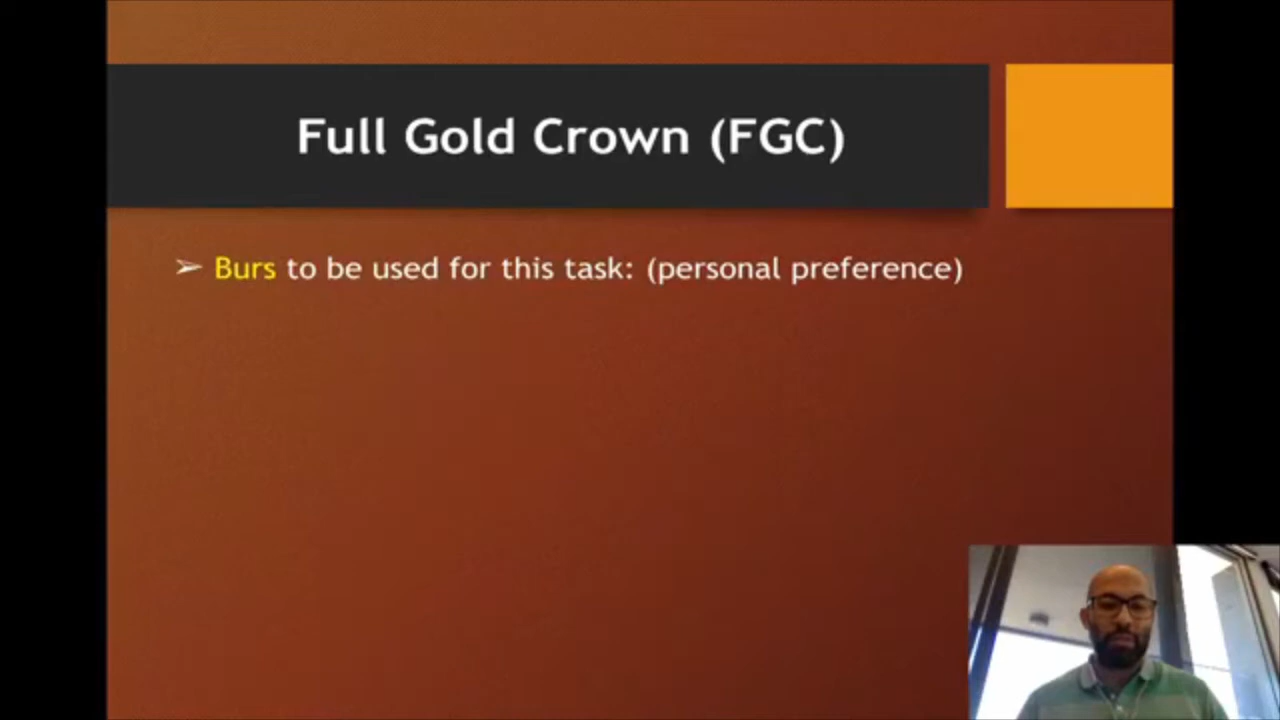 Full Gold Crown (FGC)
➢ Burs to be used for this task: (personal preference)